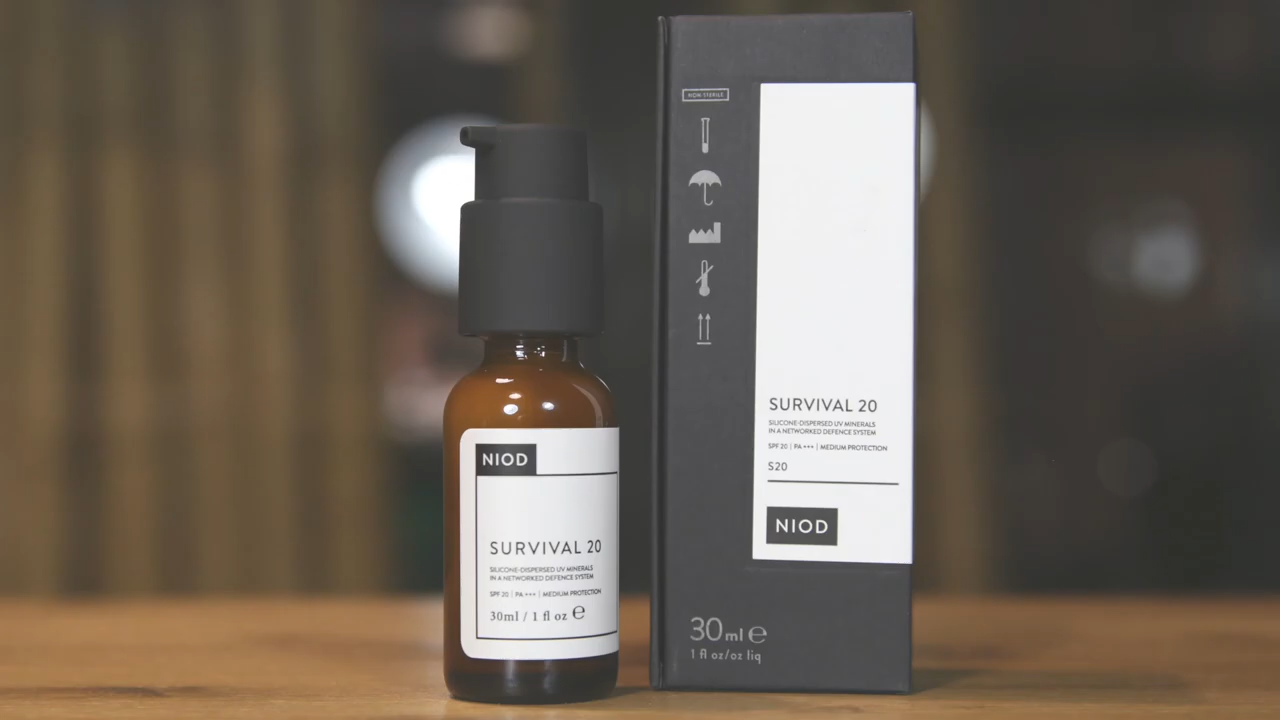 NIOD
SURVIVAL 20
SILICONE-DISPERSED UV MINERALS
IN A NETWORKED DEFENCE SYSTEM
SPF 20 | PA +++ | MEDIUM PROTECTION
30ml / 1 fl oz ℮
NON-STERILE
SURVIVAL 20
SILICONE-DISPERSED UV MINERALS
IN A NETWORKED DEFENCE SYSTEM
SPF 20 | PA +++ | MEDIUM PROTECTION
S20
NIOD
30 ml ℮
1 fl oz/oz liq